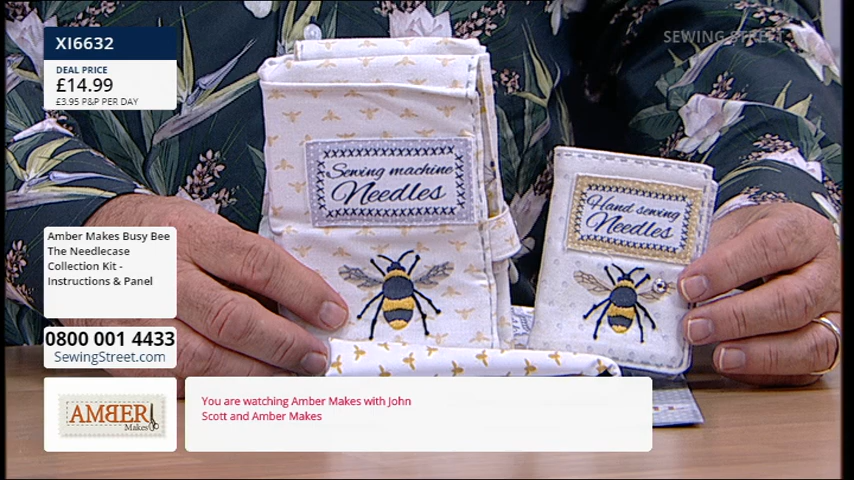 XI6632
DEAL PRICE
£14.99
£3.95 P&P PER DAY
SEWING STREET
Sewing machine
Needles
Hand sewing
Needles
Amber Makes Busy Bee
The Needlecase
Collection Kit -
Instructions & Panel
0800 001 4433
SewingStreet.com
AMBER
Makes
You are watching Amber Makes with John
Scott and Amber Makes